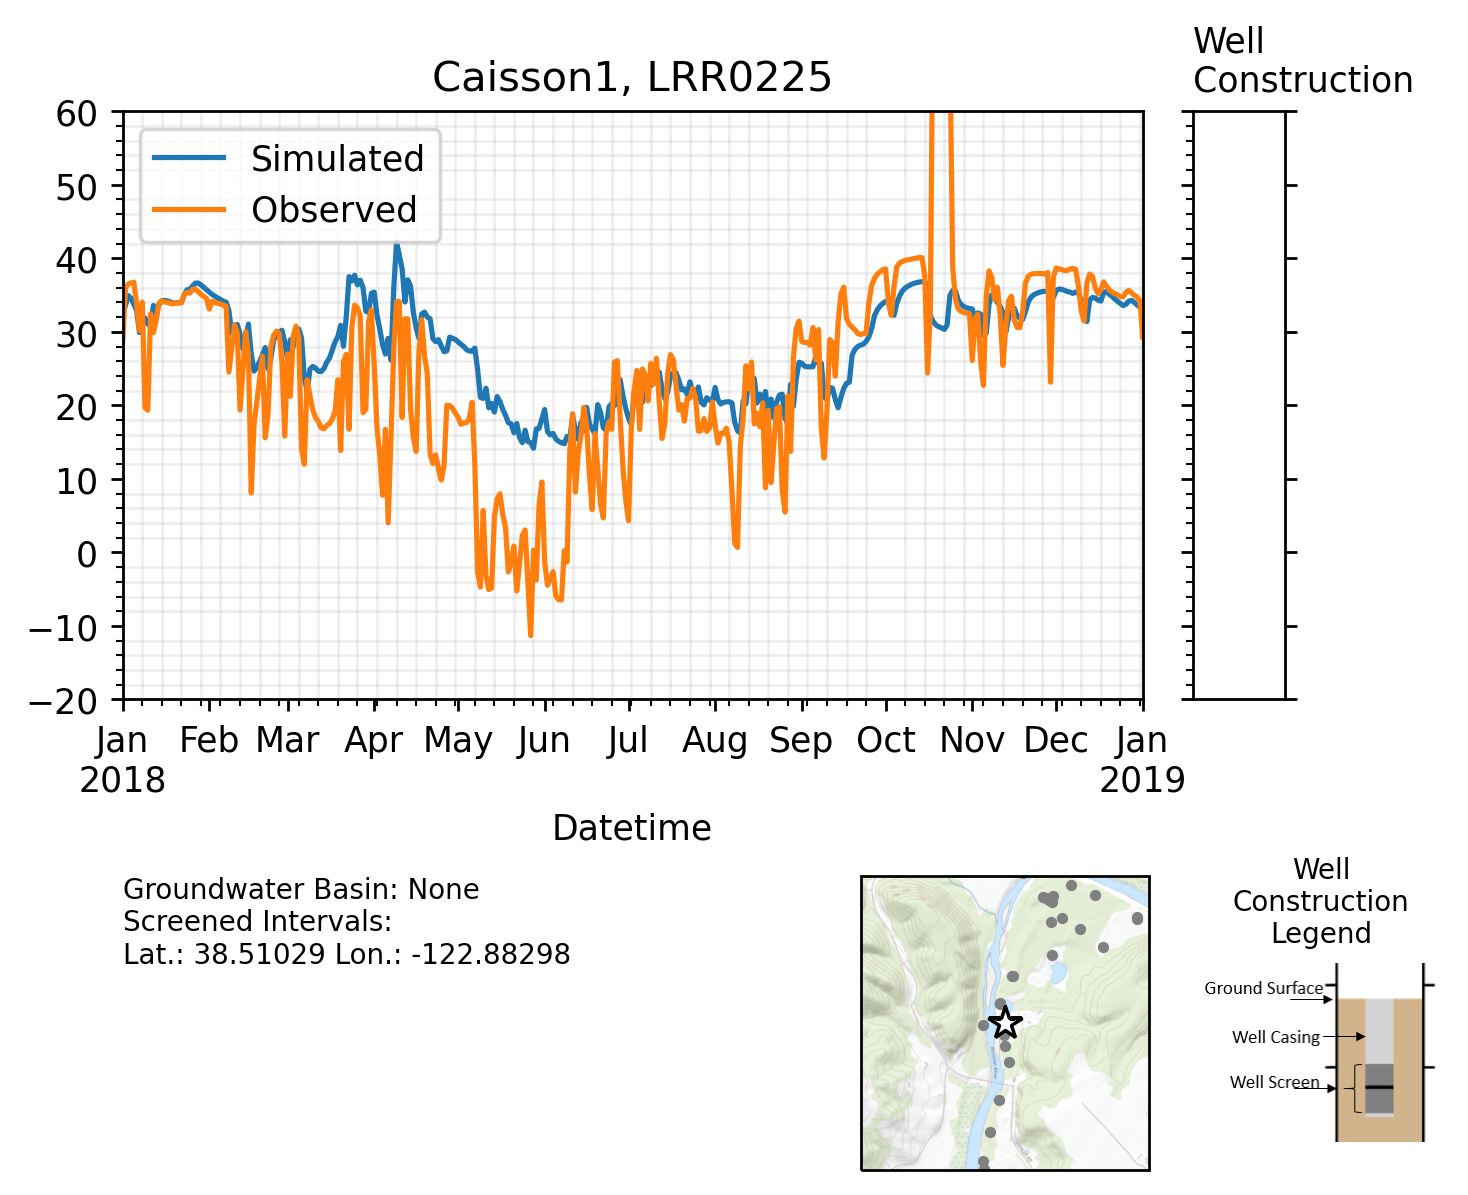 Caisson1, LRR0225
Well
Construction
60
50
40
30
20
10
0
−10
−20
Simulated
Observed
Jan Feb Mar Apr May Jun Jul Aug Sep Oct Nov Dec Jan
2018 2019
Datetime
Groundwater Basin: None
Screened Intervals:
Lat.: 38.51029 Lon.: -122.88298
Well
Construction
Legend
Ground Surface
Well Casing
Well Screen